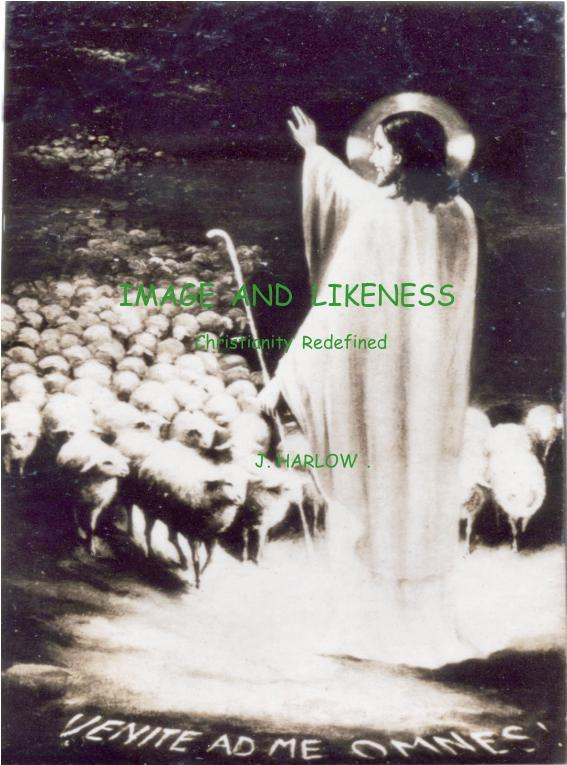 IMAGE AND LIKENESS
Christianity Redefined
J. HARLOW .
VENITE AD ME OMNES'